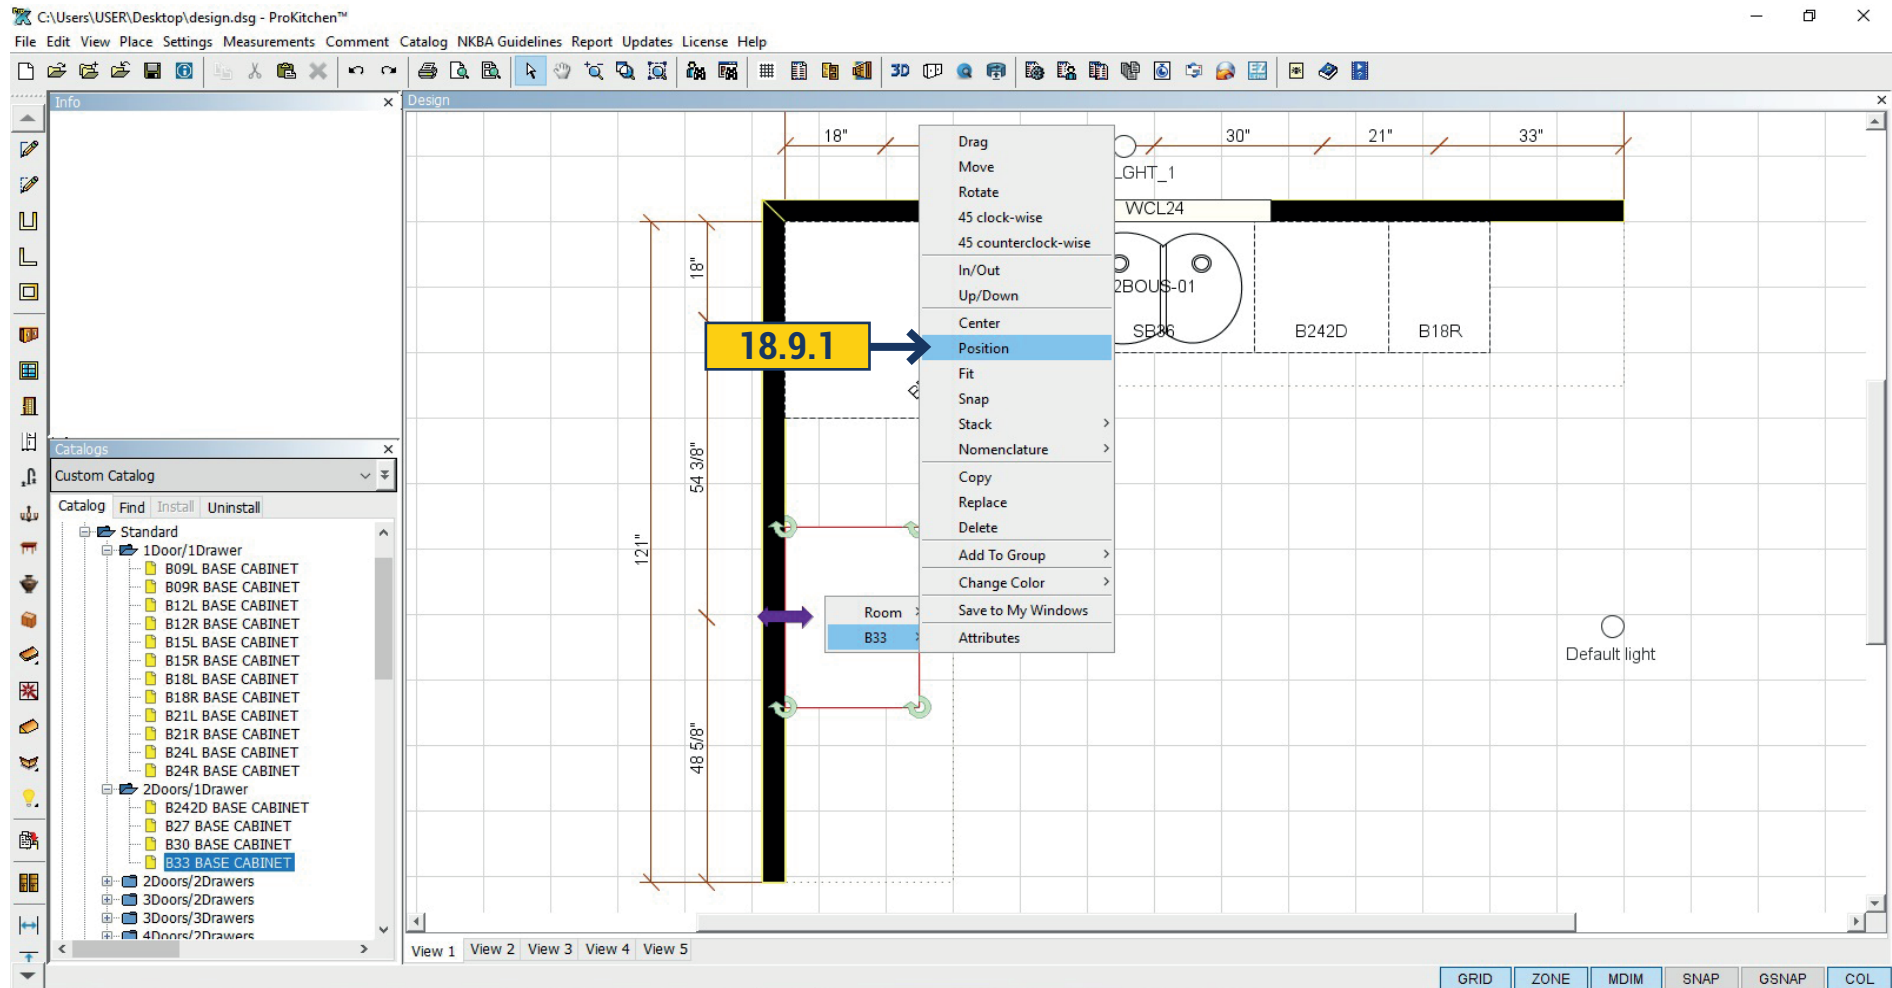 C:\Users\USER\Desktop\design.dsg - ProKitchen™
File Edit View Place Settings Measurements Comment Catalog NKBA Guidelines Report Updates License Help
3D
Info
Design
18"
30"
21"
33"
LGHT_1
WCL24
2BOUS-01
SB36
B242D
B18R
18"
54 3/8"
121"
48 5/8"
18.9.1
Drag
Move
Rotate
45 clock-wise
45 counterclock-wise
In/Out
Up/Down
Center
Position
Fit
Snap
Stack
Nomenclature
Copy
Replace
Delete
Add To Group
Change Color
Save to My Windows
Attributes
Room
B33
Default light
Catalogs
Custom Catalog
Catalog Find Install Uninstall
Standard
1Door/1Drawer
B09L BASE CABINET
B09R BASE CABINET
B12L BASE CABINET
B12R BASE CABINET
B15L BASE CABINET
B15R BASE CABINET
B18L BASE CABINET
B18R BASE CABINET
B21L BASE CABINET
B21R BASE CABINET
B24L BASE CABINET
B24R BASE CABINET
2Doors/1Drawer
B242D BASE CABINET
B27 BASE CABINET
B30 BASE CABINET
B33 BASE CABINET
2Doors/2Drawers
3Doors/2Drawers
3Doors/3Drawers
4Doors/2Drawers
View 1 View 2 View 3 View 4 View 5
GRID ZONE MDIM SNAP GSNAP COL